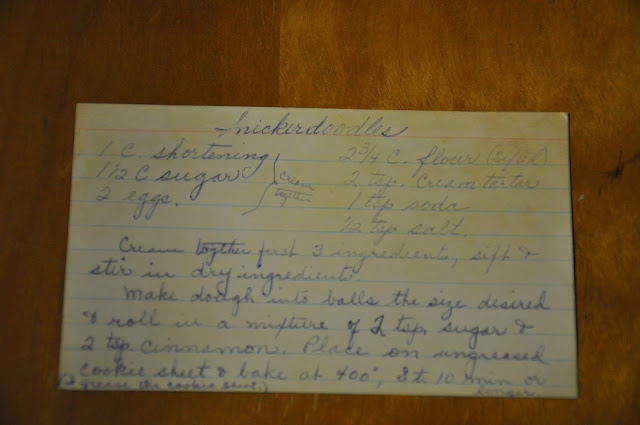 Snickerdoodles
1 C. shortening
1 1/2 C sugar
2 eggs.
Cream together
2 3/4 C. flour (sifted)
2 tsp. Cream tartar
1 tsp soda
1/2 tsp salt.
Cream together first 3 ingredients, sift &
stir in dry ingredients.
Make dough into balls the size desired
& roll in a mixture of 2 tsp. sugar &
2 tsp. Cinnamon. Place on ungreased
cookie sheet & bake at 400°, 8 to 10 min or
longer
grease the cookie sheet.)